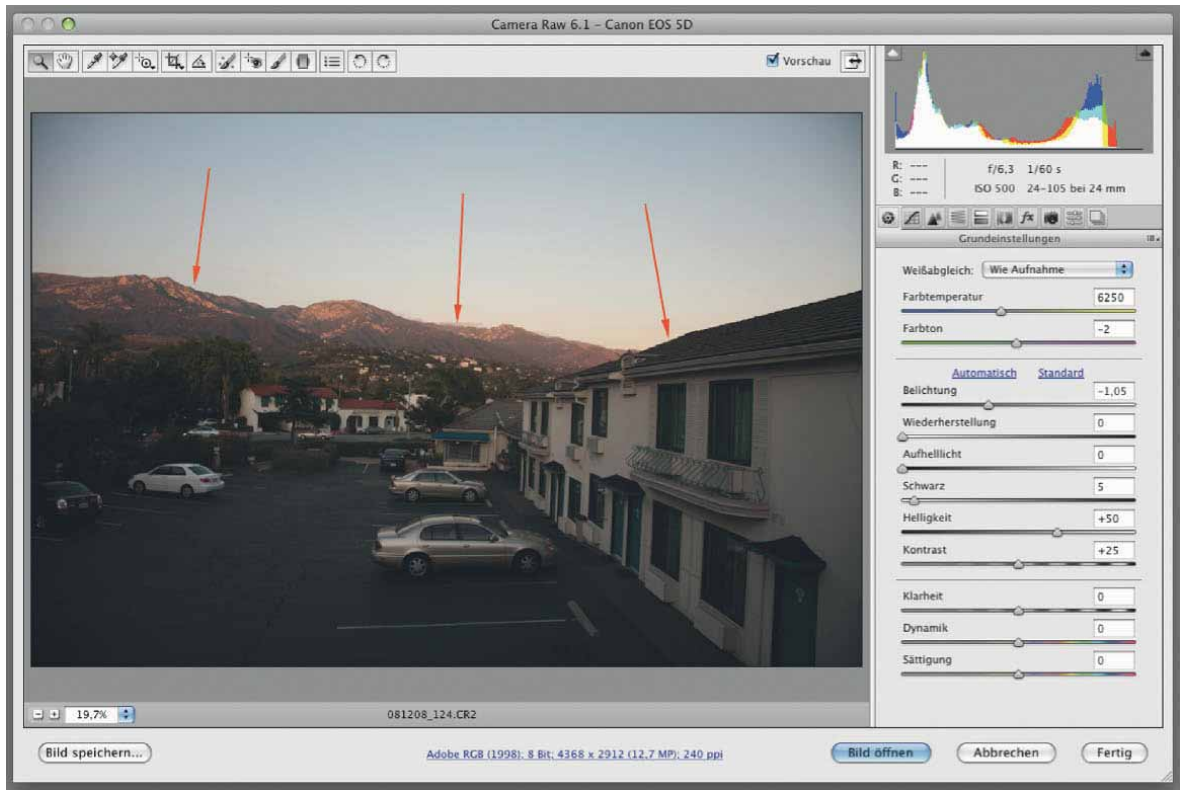 Camera Raw 6.1 – Canon EOS 5D
Vorschau
R: ---
G: ---
B: ---
f/6,3 1/60 s
ISO 500 24–105 bei 24 mm
fx
Grundeinstellungen
Weißabgleich: Wie Aufnahme
Farbtemperatur 6250
Farbton -2
Automatisch Standard
Belichtung -1,05
Wiederherstellung 0
Aufhelllicht 0
Schwarz 5
Helligkeit +50
Kontrast +25
Klarheit 0
Dynamik 0
Sättigung 0
19,7%
081208_124.CR2
Bild speichern...
Adobe RGB (1998); 8 Bit; 4368 x 2912 (12,7 MP); 240 ppi
Bild öffnen
Abbrechen
Fertig